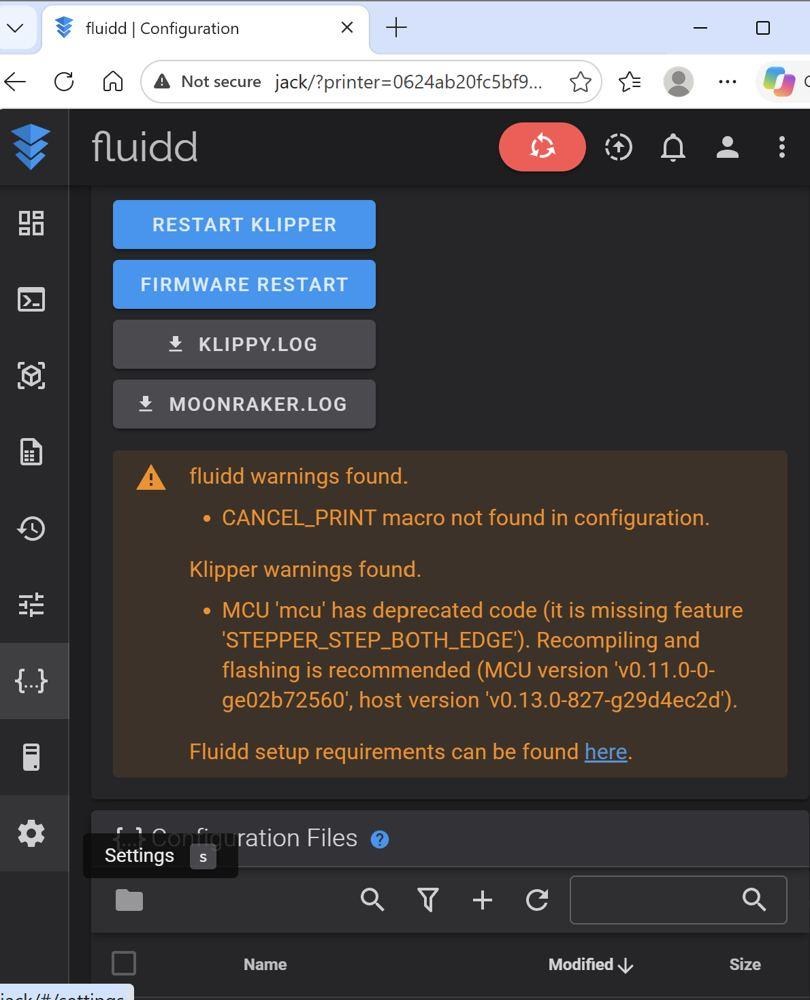 fluidd | Configuration
Not secure jack/?printer=0624ab20fc5bf9...
fluidd
RESTART KLIPPER
FIRMWARE RESTART
KLIPPY.LOG
MOONRAKER.LOG
fluidd warnings found.
• CANCEL_PRINT macro not found in configuration.
Klipper warnings found.
• MCU 'mcu' has deprecated code (it is missing feature
'STEPPER_STEP_BOTH_EDGE'). Recompiling and
flashing is recommended (MCU version 'v0.11.0-0-
ge02b72560', host version 'v0.13.0-827-g29d4ec2d').
Fluidd setup requirements can be found here.
{...} Configuration Files ?
Settings s
Name Modified Size
jack/#/settings